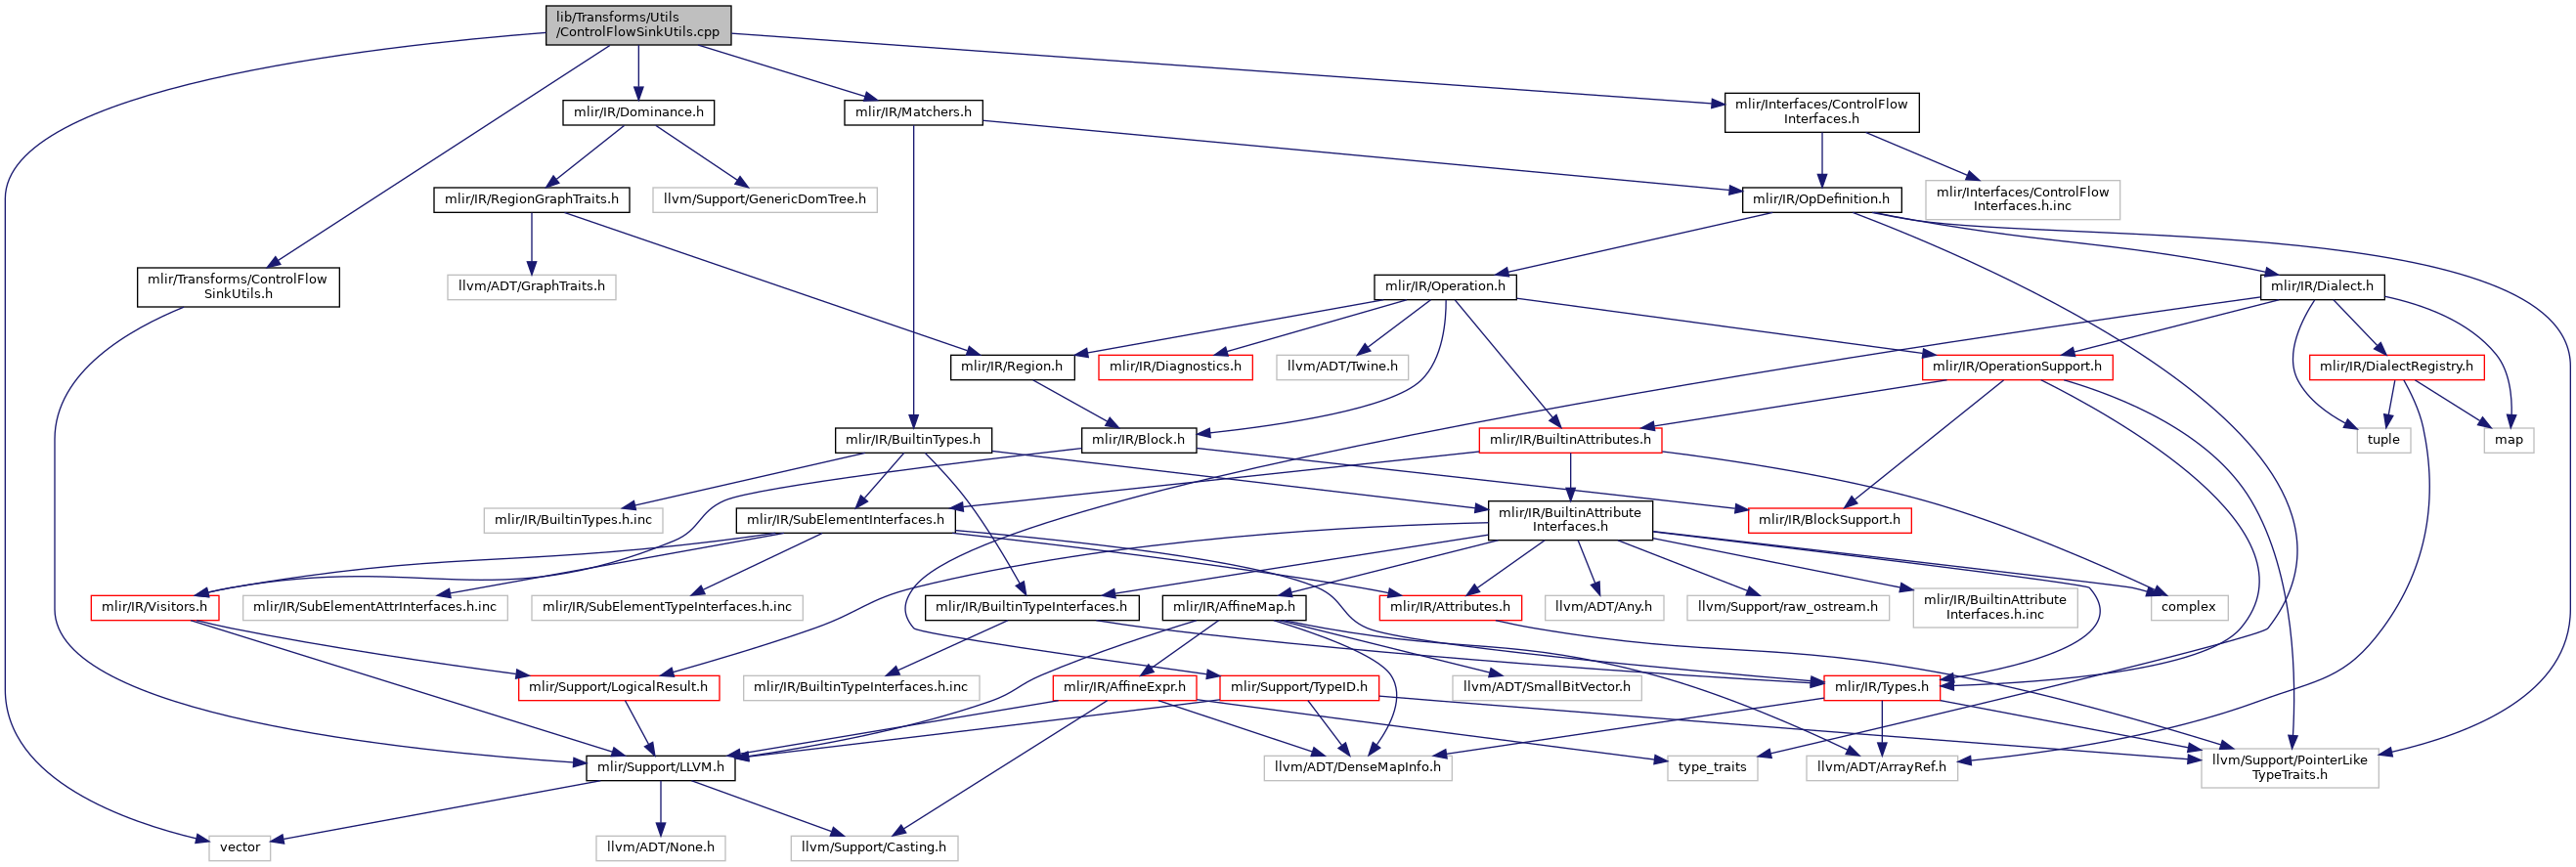 lib/Transforms/Utils
/ControlFlowSinkUtils.cpp
mlir/IR/Dominance.h
mlir/IR/Matchers.h
mlir/Interfaces/ControlFlow
Interfaces.h
mlir/IR/RegionGraphTraits.h
llvm/Support/GenericDomTree.h
mlir/IR/OpDefinition.h
mlir/Interfaces/ControlFlow
Interfaces.h.inc
mlir/Transforms/ControlFlow
SinkUtils.h
llvm/ADT/GraphTraits.h
mlir/IR/Operation.h
mlir/IR/Dialect.h
mlir/IR/Region.h
mlir/IR/Diagnostics.h
llvm/ADT/Twine.h
mlir/IR/OperationSupport.h
mlir/IR/DialectRegistry.h
mlir/IR/BuiltinTypes.h
mlir/IR/Block.h
mlir/IR/BuiltinAttributes.h
tuple
map
mlir/IR/BuiltinTypes.h.inc
mlir/IR/SubElementInterfaces.h
mlir/IR/BuiltinAttribute
Interfaces.h
mlir/IR/BlockSupport.h
mlir/IR/Visitors.h
mlir/IR/SubElementAttrInterfaces.h.inc
mlir/IR/SubElementTypeInterfaces.h.inc
mlir/IR/BuiltinTypeInterfaces.h
mlir/IR/AffineMap.h
mlir/IR/Attributes.h
llvm/ADT/Any.h
llvm/Support/raw_ostream.h
mlir/IR/BuiltinAttribute
Interfaces.h.inc
complex
mlir/Support/LogicalResult.h
mlir/IR/BuiltinTypeInterfaces.h.inc
mlir/IR/AffineExpr.h
mlir/Support/TypeID.h
llvm/ADT/SmallBitVector.h
mlir/IR/Types.h
mlir/Support/LLVM.h
llvm/ADT/DenseMapInfo.h
type_traits
llvm/ADT/ArrayRef.h
llvm/Support/PointerLike
TypeTraits.h
vector
llvm/ADT/None.h
llvm/Support/Casting.h